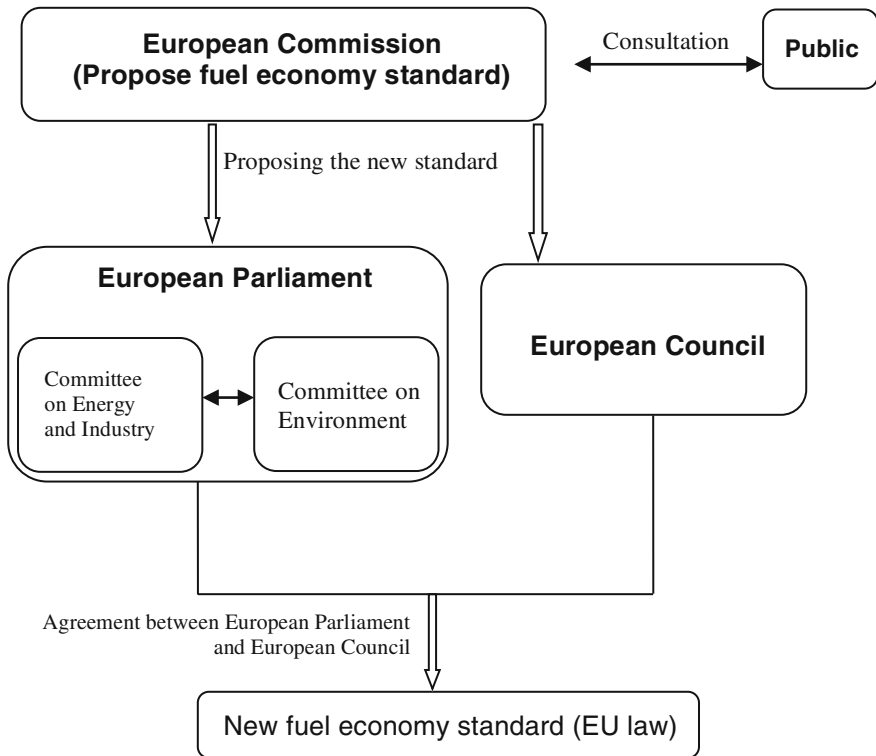 European Commission
(Propose fuel economy standard)
Consultation
Public
Proposing the new standard
European Parliament
Committee
on Energy
and Industry
Committee on
Environment
European Council
Agreement between European Parliament
and European Council
New fuel economy standard (EU law)